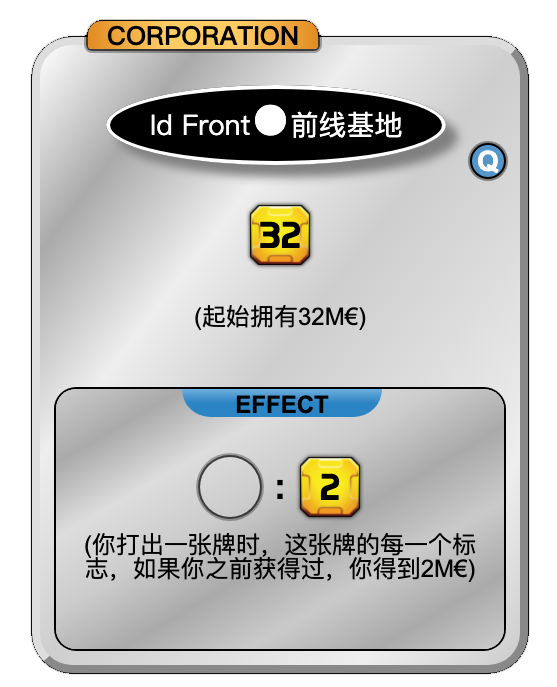 CORPORATION
Id Front 前线基地
Q
32
(起始拥有32M€)
EFFECT
: 2
(你打出一张牌时，这张牌的每一个标
志，如果你之前获得过，你得到2M€)